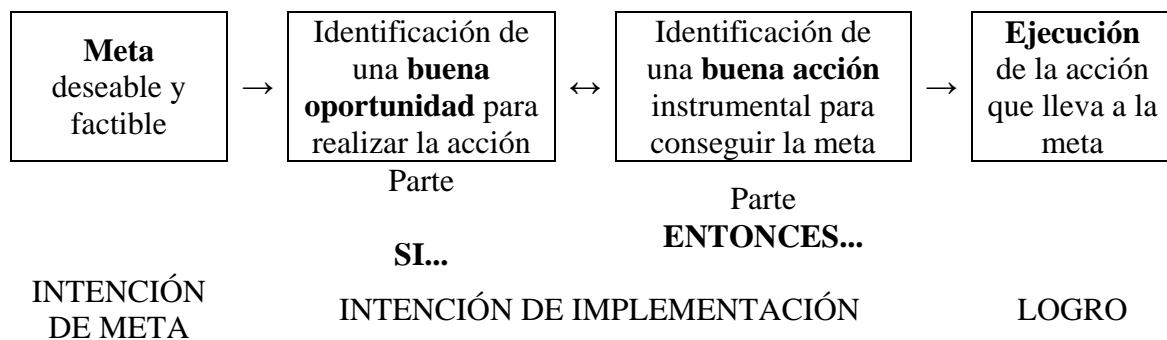 Meta
deseable y
factible
→
Identificación de
una buena
oportunidad para
realizar la acción
↔
Identificación de
una buena acción
instrumental para
conseguir la meta
→
Ejecución
de la acción
que lleva a la
meta
Parte
SI...
Parte
ENTONCES...
INTENCIÓN
DE META
INTENCIÓN DE IMPLEMENTACIÓN
LOGRO